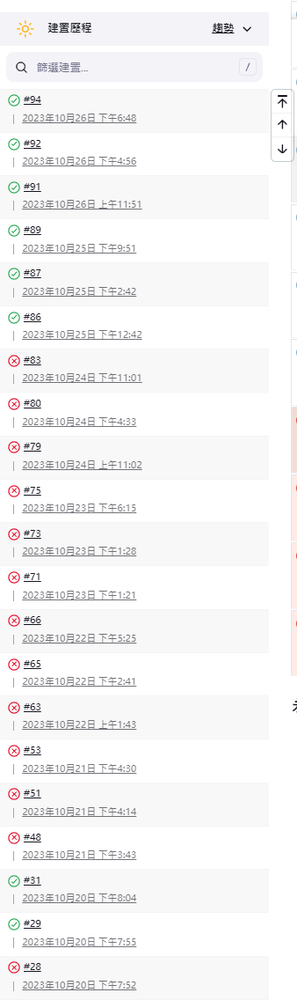 建置歷程 趨勢
篩選建置... /
#94
2023年10月26日 下午6:48
#92
2023年10月26日 下午4:56
#91
2023年10月26日 上午11:51
#89
2023年10月25日 下午9:51
#87
2023年10月25日 下午2:42
#86
2023年10月25日 下午12:42
#83
2023年10月24日 下午11:01
#80
2023年10月24日 下午4:33
#79
2023年10月24日 上午11:02
#75
2023年10月23日 下午6:15
#73
2023年10月23日 下午1:28
#71
2023年10月23日 下午1:21
#66
2023年10月22日 下午5:25
#65
2023年10月22日 下午2:41
#63
2023年10月22日 上午1:43
#53
2023年10月21日 下午4:30
#51
2023年10月21日 下午4:14
#48
2023年10月21日 下午3:43
#31
2023年10月20日 下午8:04
#29
2023年10月20日 下午7:55
#28
2023年10月20日 下午7:52